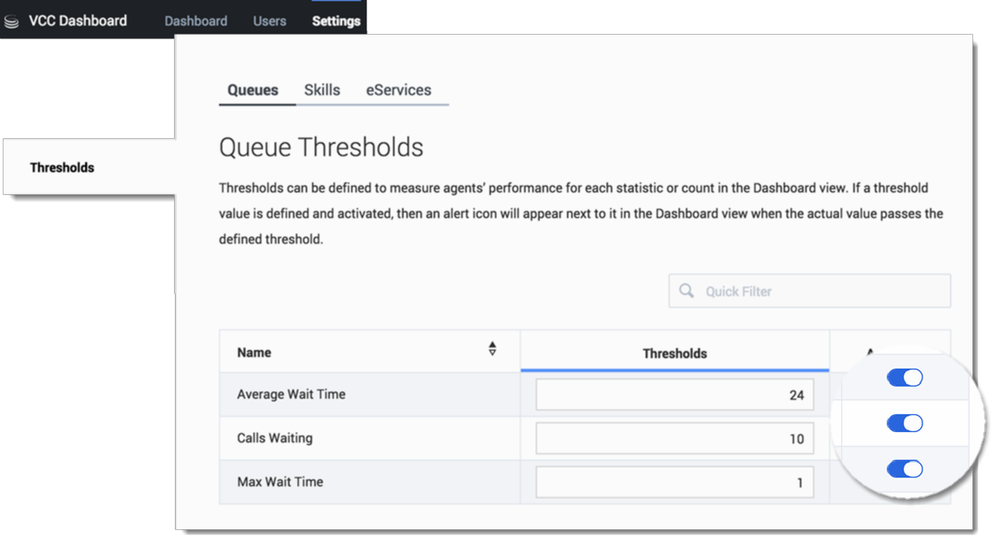 VCC Dashboard Dashboard Users Settings
Queues Skills eServices
Queue Thresholds
Thresholds
Thresholds can be defined to measure agents’ performance for each statistic or count in the Dashboard view. If a threshold
value is defined and activated, then an alert icon will appear next to it in the Dashboard view when the actual value passes the
defined threshold.
Quick Filter
Name Thresholds
Average Wait Time 24
Calls Waiting 10
Max Wait Time 1